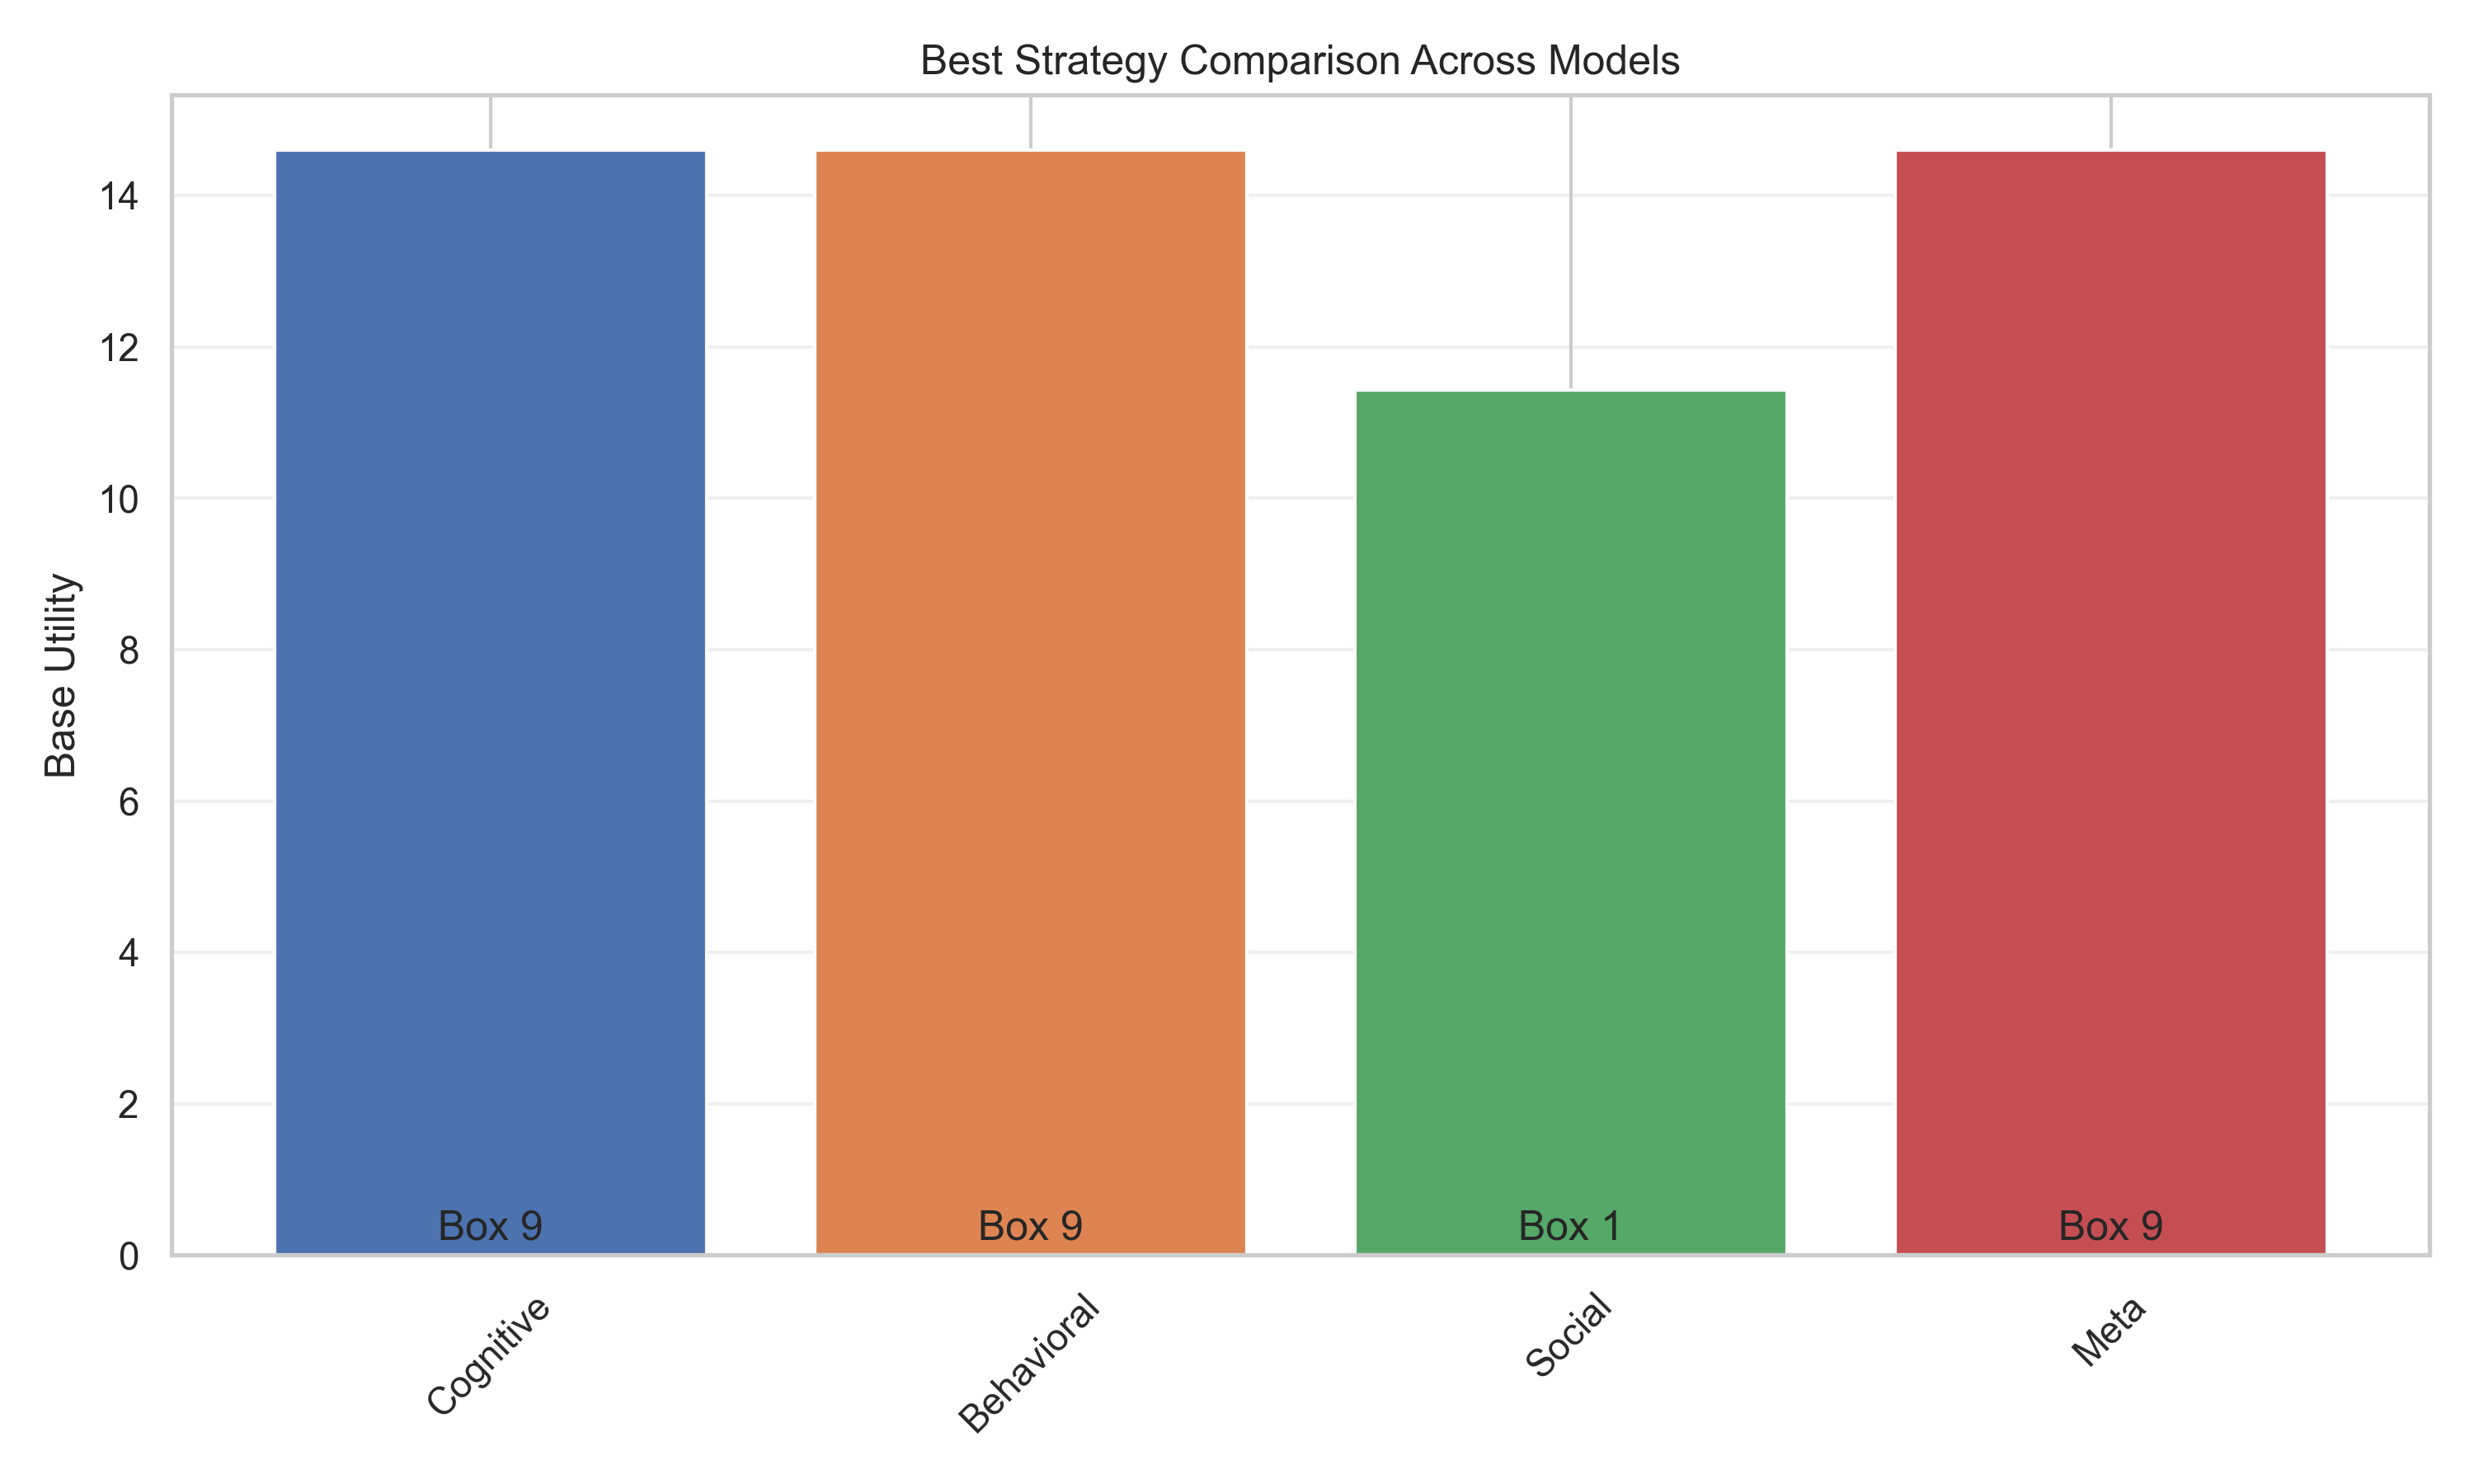 Best Strategy Comparison Across Models
Base Utility
14
12
10
8
6
4
2
0
Box 9
Box 9
Box 1
Box 9
Cognitive
Behavioral
Social
Meta